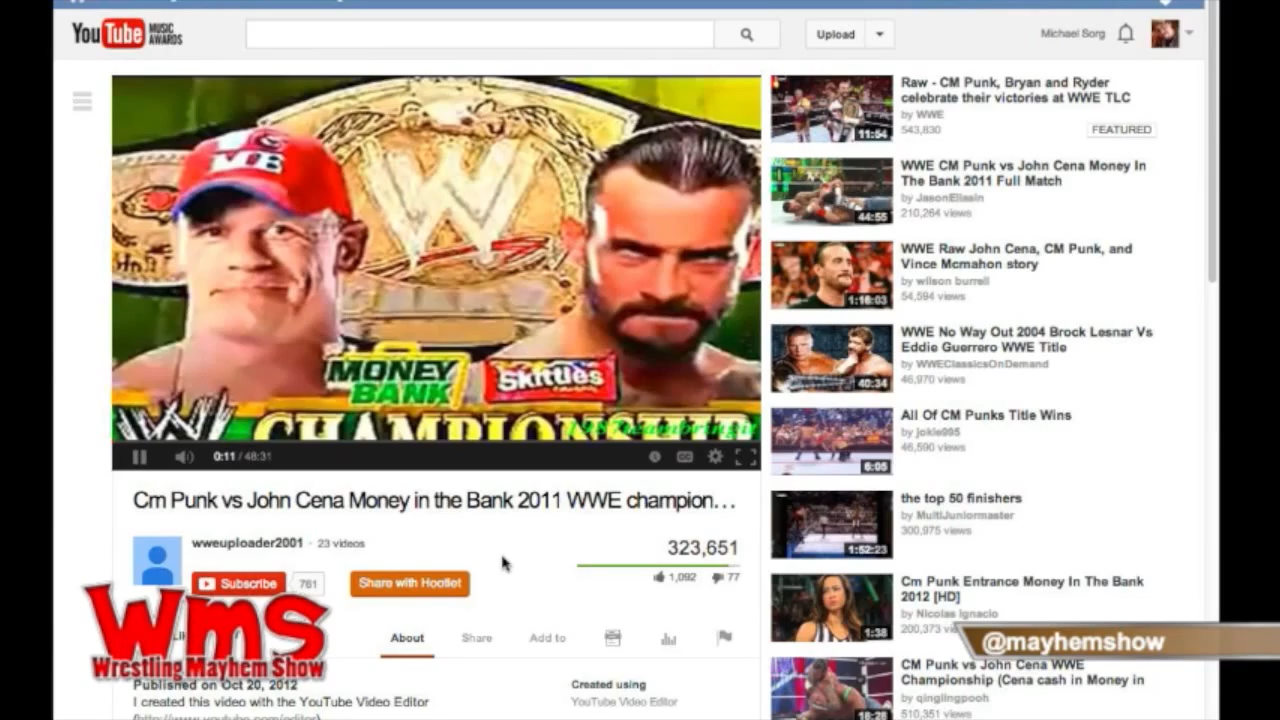 YouTube MUSIC AWARDS
Upload
Michael Sorg
W
MONEY
BANK
Skittles
CHAMPIONSHIP
0:11 / 48:31
Cm Punk vs John Cena Money in the Bank 2011 WWE champion...
wweuploader2001 · 23 videos
Subscribe 761
Share with Hootlet
323,651
1,092 77
About Share Add to
Published on Oct 20, 2012
I created this video with the YouTube Video Editor
(http://www.youtube.com/editor)
Created using
YouTube Video Editor
wms
Wrestling Mayhem Show
Raw - CM Punk, Bryan and Ryder
celebrate their victories at WWE TLC
by WWE
543,830
FEATURED
11:54
WWE CM Punk vs John Cena Money In
The Bank 2011 Full Match
by JasonEliasin
210,264 views
44:55
WWE Raw John Cena, CM Punk, and
Vince Mcmahon story
by wilson burrell
54,594 views
1:16:03
WWE No Way Out 2004 Brock Lesnar Vs
Eddie Guerrero WWE Title
by WWEClassicsOnDemand
46,970 views
40:34
All Of CM Punks Title Wins
by jokie995
46,590 views
6:05
the top 50 finishers
by MultiJuniormaster
300,975 views
1:52:23
Cm Punk Entrance Money In The Bank
2012 [HD]
by Nicolas Ignacio
200,373
1:38
@mayhemshow
CM Punk vs John Cena WWE
Championship (Cena cash in Money in
by qinglingpooh
510,351 views
18:28